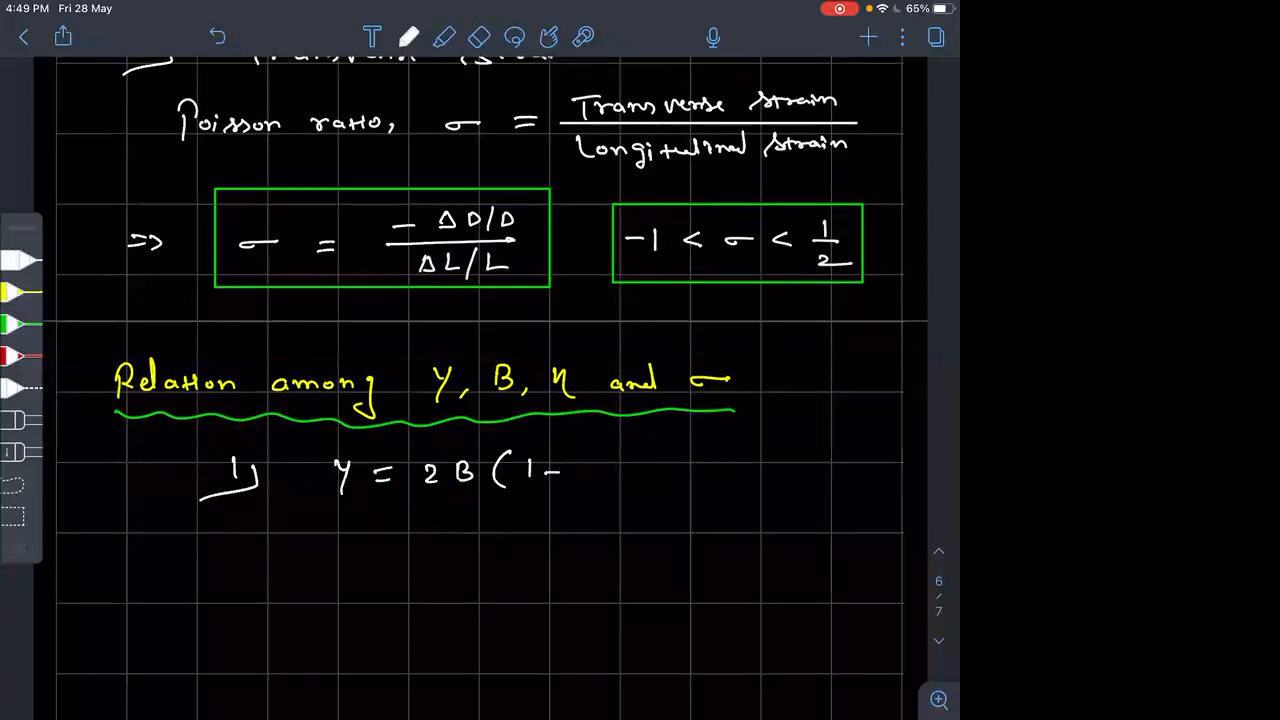 4:49 PM Fri 28 May
65%
Poisson ratio, σ = Transverse strain / Longitudinal strain
=> σ = - ΔD/D / ΔL/L
-1 < σ < 1/2
Relation among Y, B, η and σ
1) Y = 2B (1-
6/7